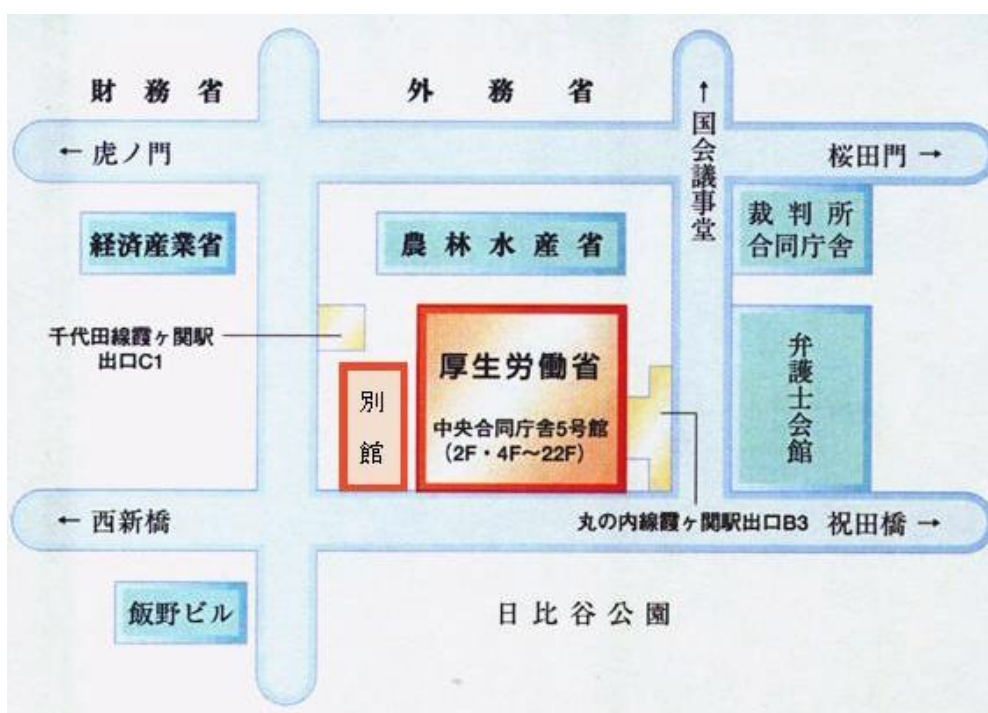 財務省
外務省
↑国会議事堂
← 虎ノ門
桜田門 →
経済産業省
農林水産省
裁判所
合同庁舎
千代田線霞ヶ関駅
出口C1
別館
厚生労働省
中央合同庁舎5号館
(2F・4F〜22F)
弁護士会館
← 西新橋
丸の内線霞ヶ関駅出口B3
祝田橋 →
飯野ビル
日比谷公園